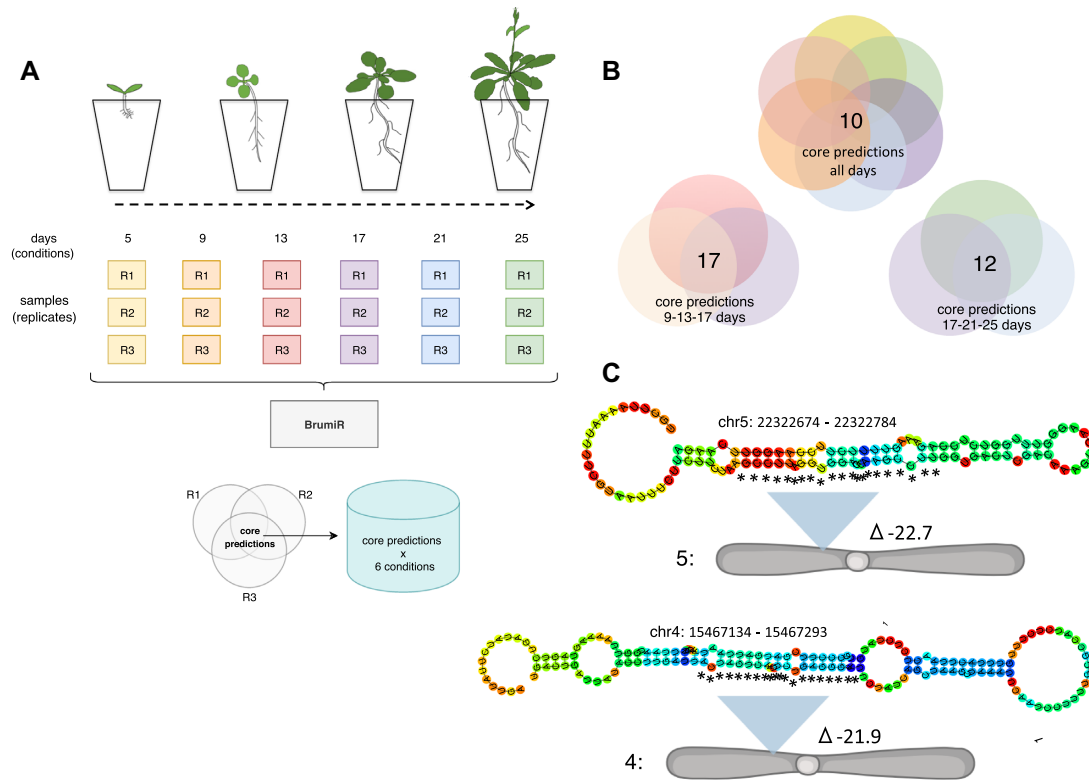 A
days
(conditions)
5 9 13 17 21 25
samples
(replicates)
R1 R1 R1 R1 R1 R1
R2 R2 R2 R2 R2 R2
R3 R3 R3 R3 R3 R3
BrumiR
R1
R2
R3
core
predictions
core predictions
x
6 conditions
B
10
core predictions
all days
17
core predictions
9-13-17 days
12
core predictions
17-21-25 days
C
chr5: 22322674 - 22322784
*****************
Δ -22.7
5:
chr4: 15467134 - 15467293
Δ -21.9
4: